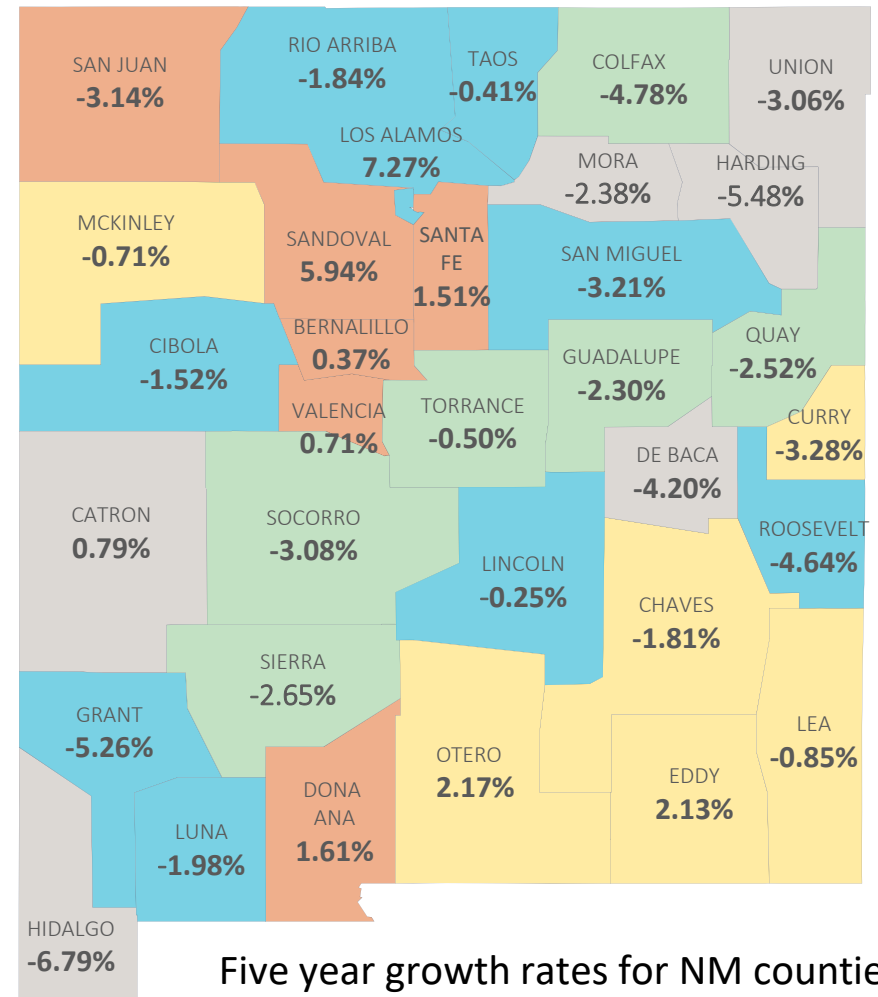 SAN JUAN
-3.14%
RIO ARRIBA
-1.84%
TAOS
-0.41%
COLFAX
-4.78%
UNION
-3.06%
LOS ALAMOS
7.27%
MORA
-2.38%
HARDING
-5.48%
MCKINLEY
-0.71%
SANDOVAL
5.94%
SANTA
FE
1.51%
SAN MIGUEL
-3.21%
BERNALILLO
0.37%
CIBOLA
-1.52%
GUADALUPE
-2.30%
QUAY
-2.52%
VALENCIA
0.71%
TORRANCE
-0.50%
CURRY
-3.28%
DE BACA
-4.20%
CATRON
0.79%
SOCORRO
-3.08%
LINCOLN
-0.25%
ROOSEVELT
-4.64%
CHAVES
-1.81%
SIERRA
-2.65%
GRANT
-5.26%
OTERO
2.17%
EDDY
2.13%
LEA
-0.85%
DONA
ANA
1.61%
LUNA
-1.98%
HIDALGO
-6.79%
Five year growth rates for NM countie